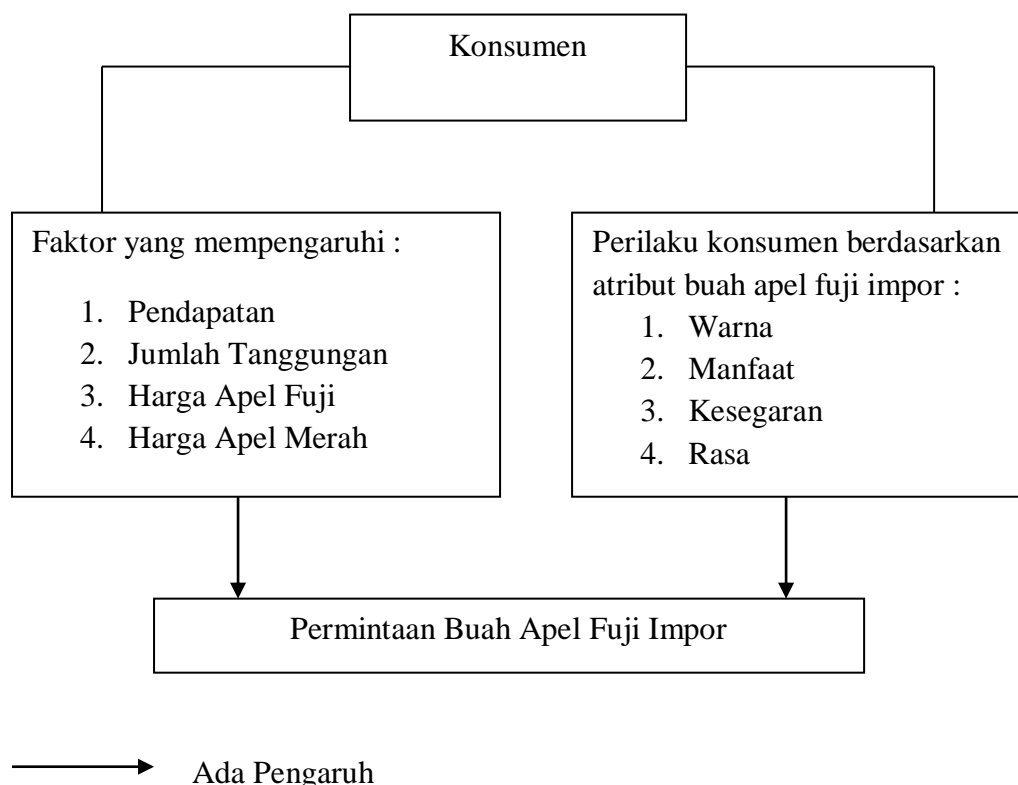 Konsumen
Faktor yang mempengaruhi :
1. Pendapatan
2. Jumlah Tanggungan
3. Harga Apel Fuji
4. Harga Apel Merah
Perilaku konsumen berdasarkan
atribut buah apel fuji impor :
1. Warna
2. Manfaat
3. Kesegaran
4. Rasa
Permintaan Buah Apel Fuji Impor
Ada Pengaruh